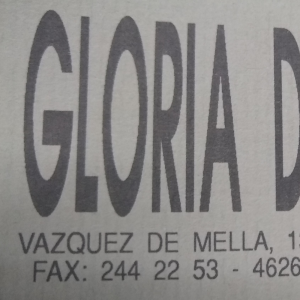 GLORIA D
VAZQUEZ DE MELLA, 1
FAX: 244 22 53 - 4626